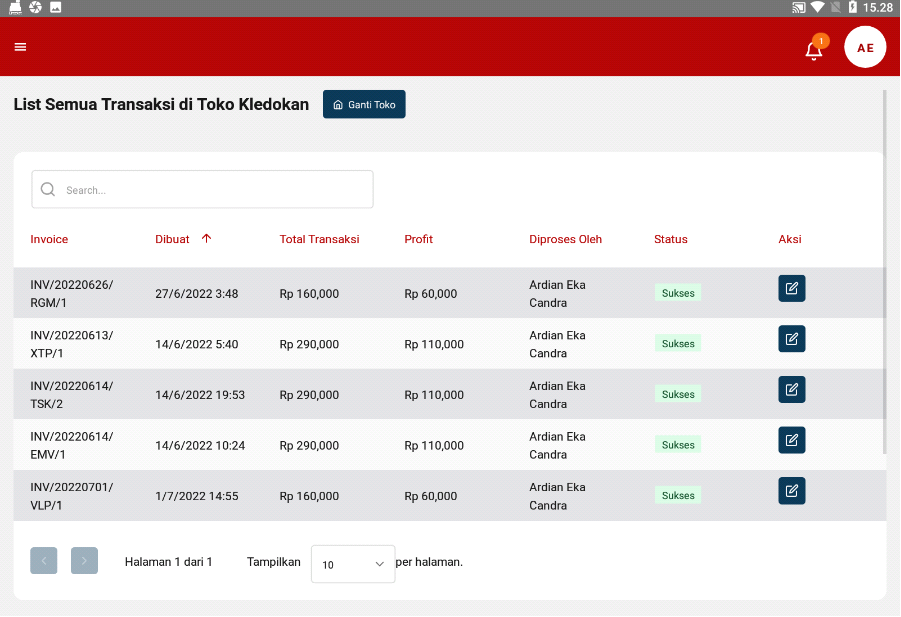 15.28
1
AE
List Semua Transaksi di Toko Kledokan
Ganti Toko
Search...
Invoice Dibuat Total Transaksi Profit Diproses Oleh Status Aksi
INV/20220626/
RGM/1
27/6/2022 3:48 Rp 160,000 Rp 60,000
Ardian Eka
Candra
Sukses
INV/20220613/
XTP/1
14/6/2022 5:40 Rp 290,000 Rp 110,000
Ardian Eka
Candra
Sukses
INV/20220614/
TSK/2
14/6/2022 19:53 Rp 290,000 Rp 110,000
Ardian Eka
Candra
Sukses
INV/20220614/
EMV/1
14/6/2022 10:24 Rp 290,000 Rp 110,000
Ardian Eka
Candra
Sukses
INV/20220701/
VLP/1
1/7/2022 14:55 Rp 160,000 Rp 60,000
Ardian Eka
Candra
Sukses
Halaman 1 dari 1 Tampilkan 10 per halaman.